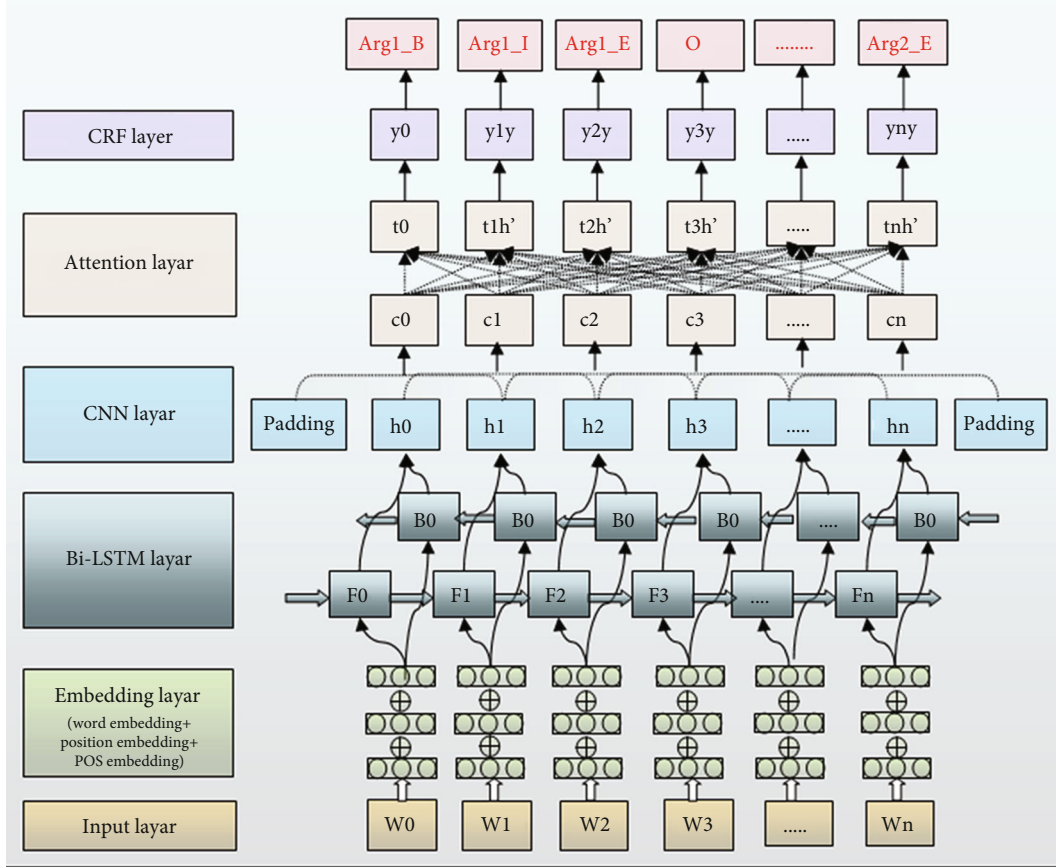 Arg1_B Arg1_I Arg1_E O ........ Arg2_E
CRF layer y0 y1y y2y y3y ..... yny
Attention layar
t0 t1h' t2h' t3h' ..... tnh'
c0 c1 c2 c3 ..... cn
CNN layar
Padding h0 h1 h2 h3 ..... hn Padding
Bi-LSTM layar
B0 B0 B0 B0 .... B0
F0 F1 F2 F3 .... Fn
Embedding layar
(word embedding+
position embedding+
POS embedding)
Input layar W0 W1 W2 W3 ..... Wn